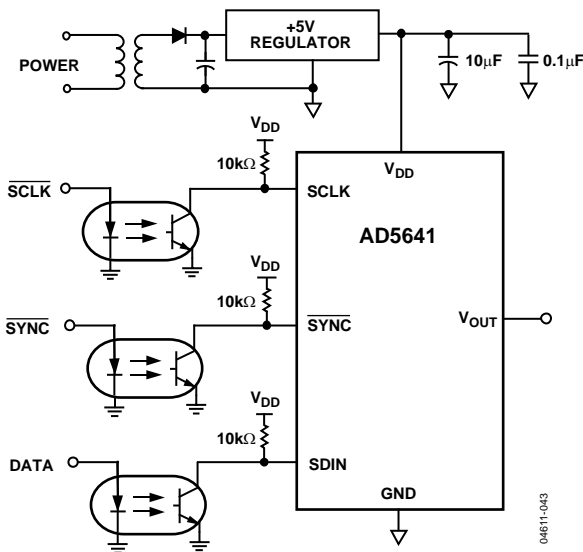 +5V
REGULATOR
POWER
10µF
0.1µF
V_DD
10kΩ
SCLK
SCLK
V_DD
AD5641
V_DD
10kΩ
SYNC
SYNC
V_OUT
V_DD
10kΩ
DATA
SDIN
GND
04611-043